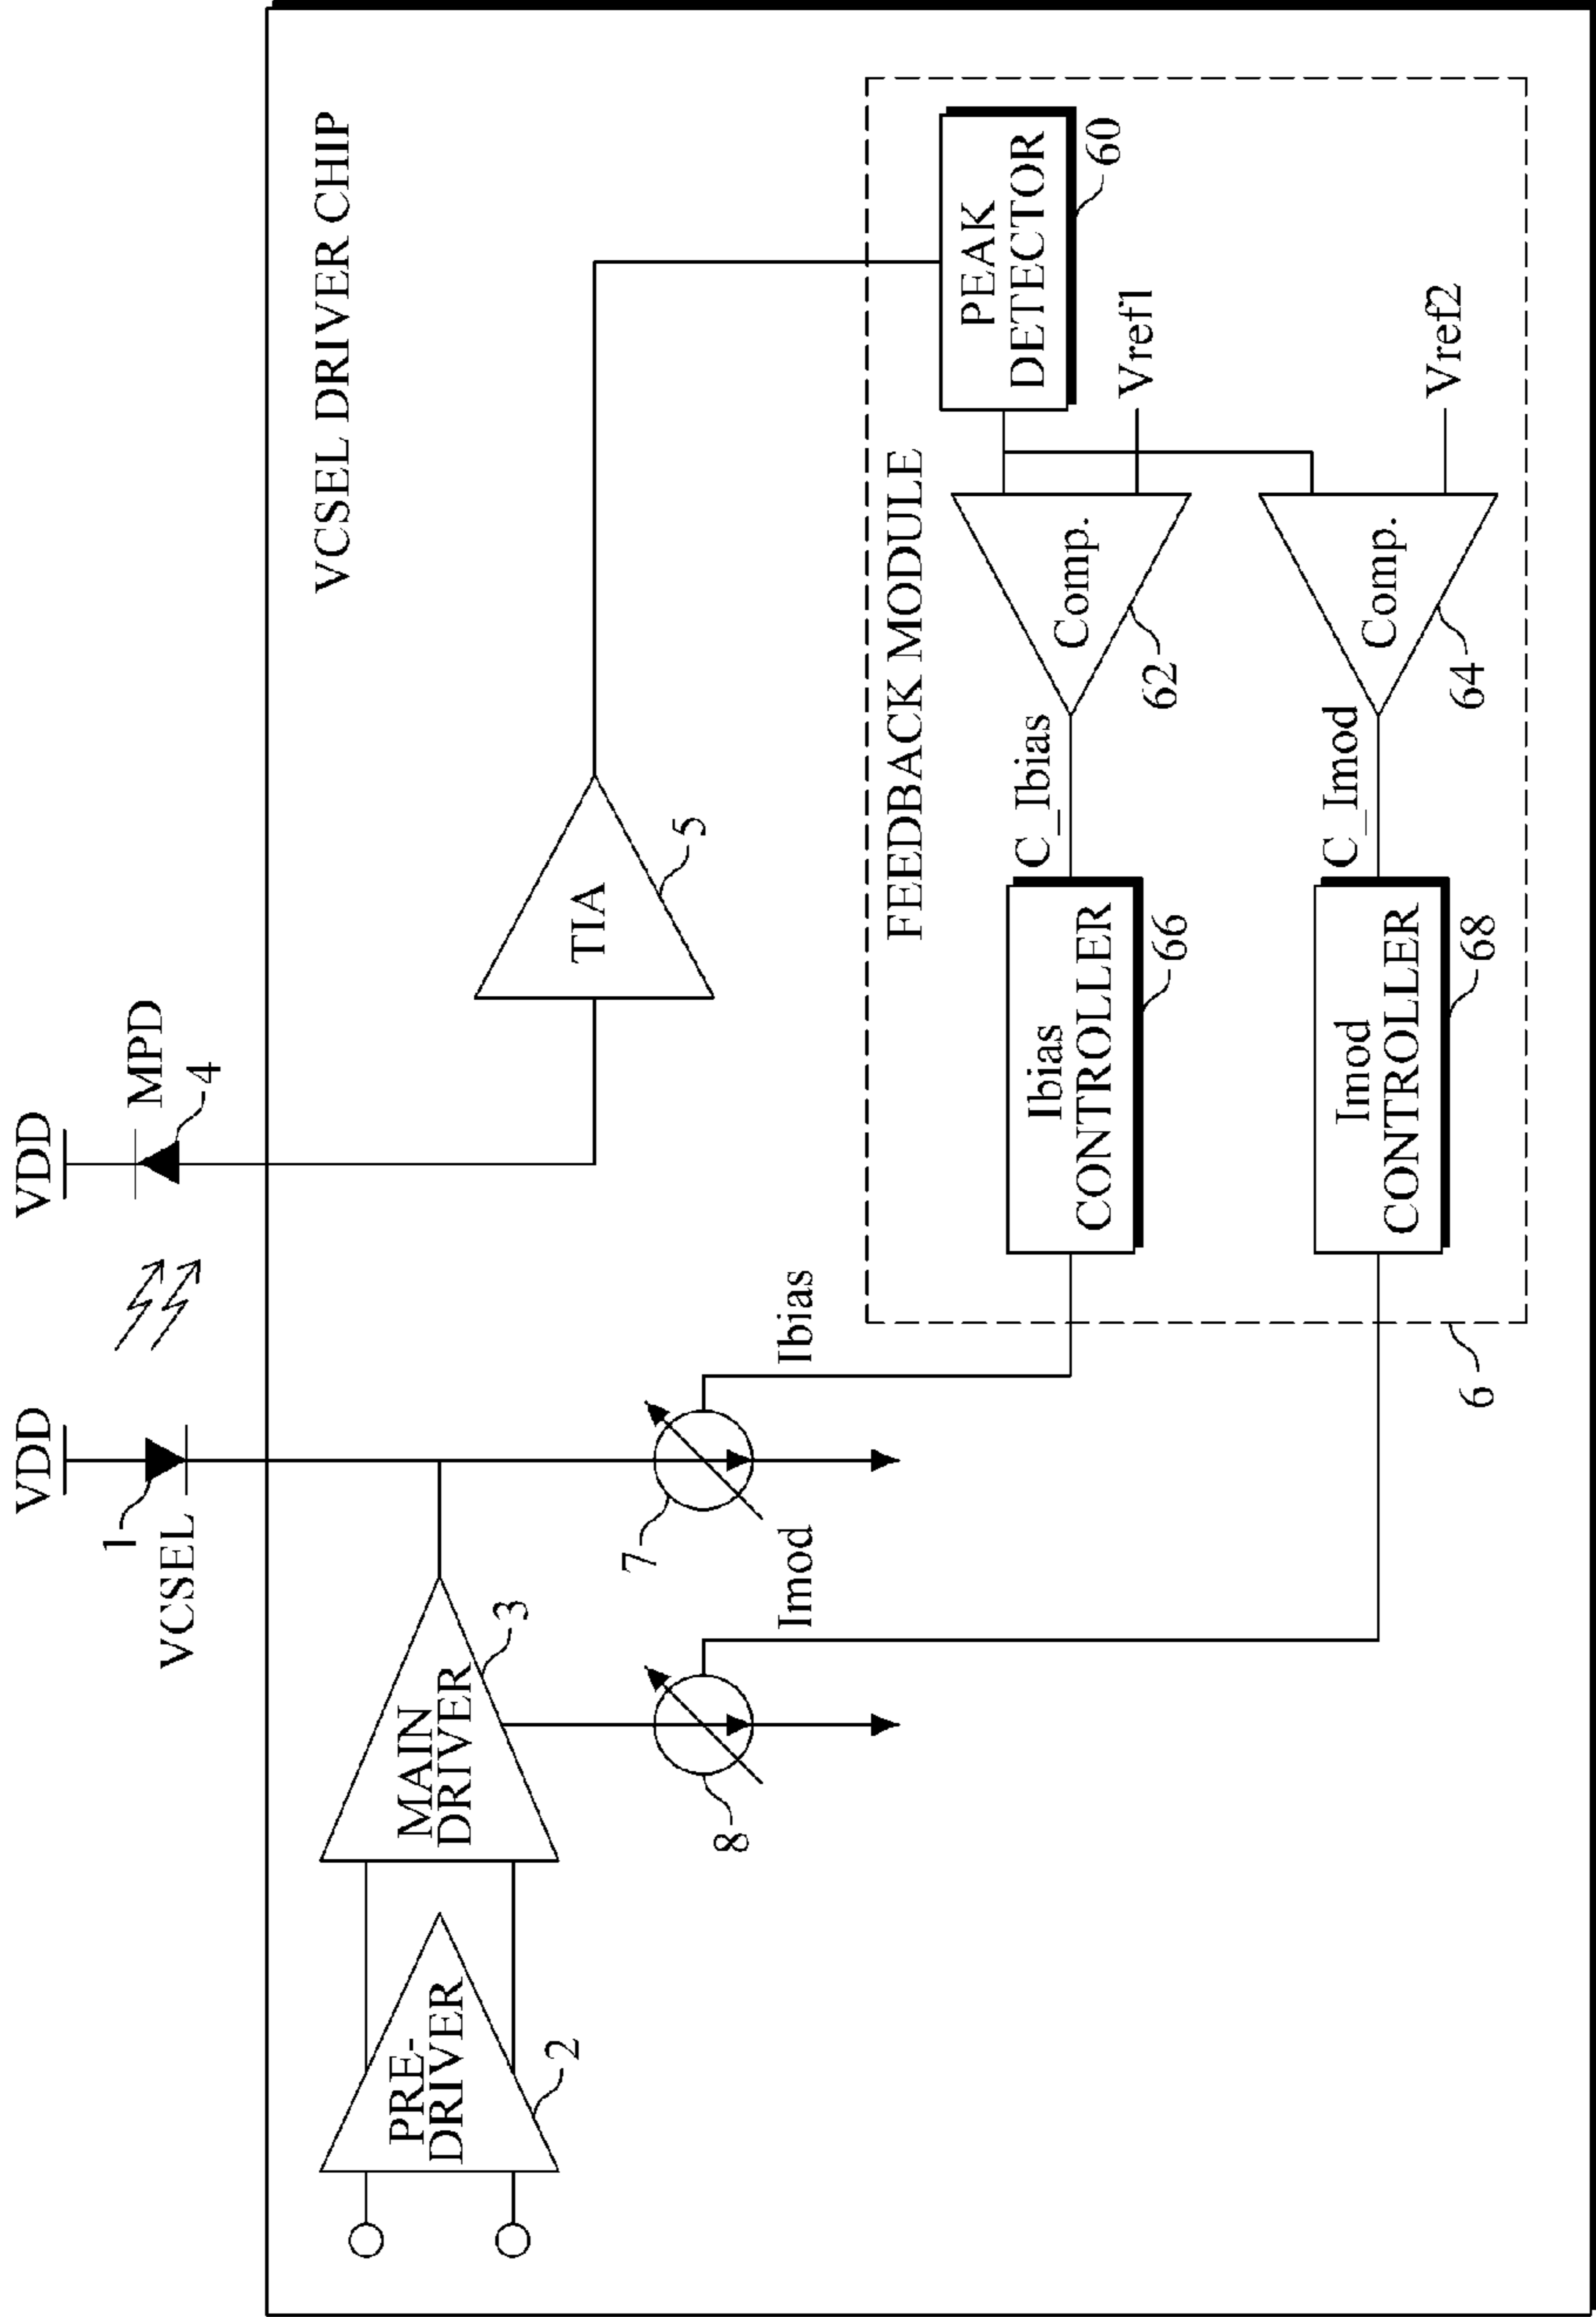 VDD
VDD
1
VCSEL
MPD
4
VCSEL DRIVER CHIP
PRE-
DRIVER
2
MAIN
DRIVER
3
TIA
5
7
8
Ibias
Imod
FEEDBACK MODULE
PEAK
DETECTOR
60
Ibias
CONTROLLER
66
C_Ibias
Comp.
62
Vref1
Imod
CONTROLLER
68
C_Imod
Comp.
64
Vref2
6